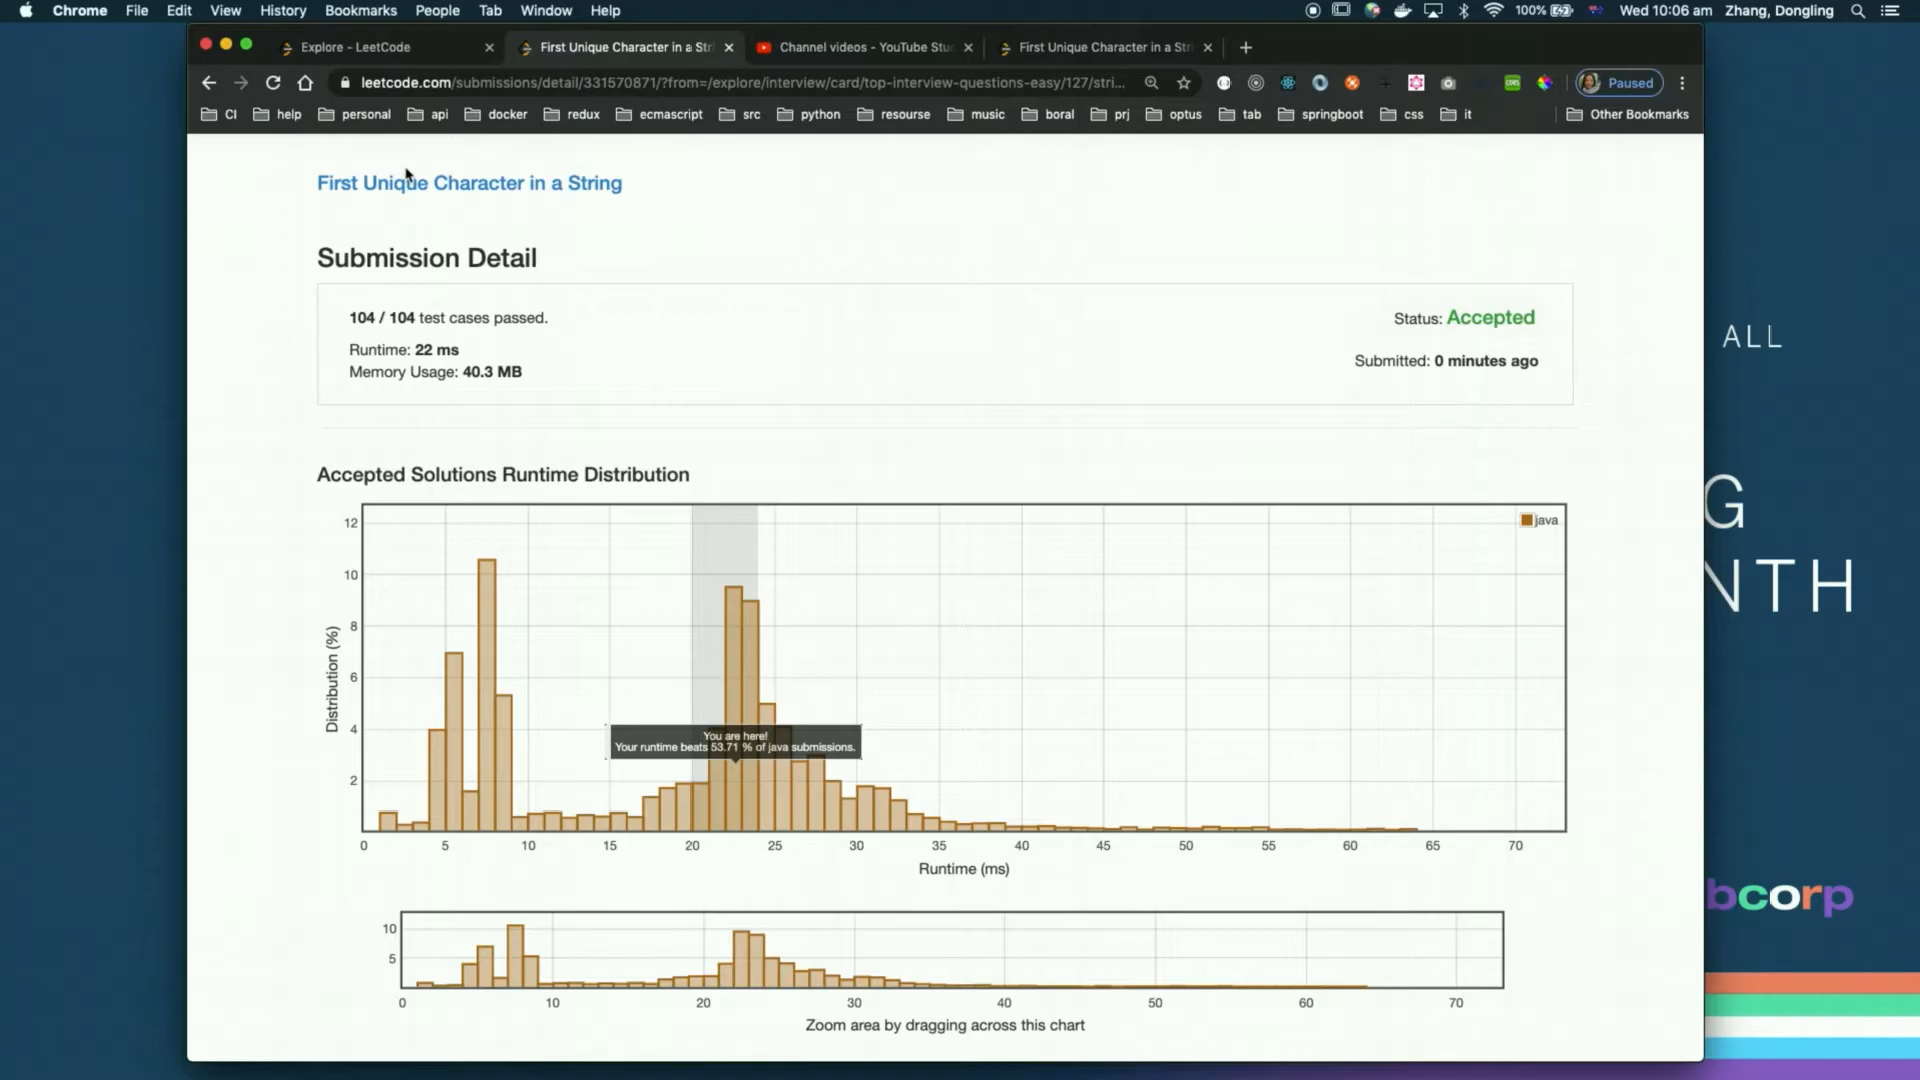 Chrome File Edit View History Bookmarks People Tab Window Help 100% Wed 10:06 am Zhang, Dongling
Explore - LeetCode First Unique Character in a Stri Channel videos - YouTube Stu First Unique Character in a Stri
leetcode.com/submissions/detail/331570871/?from=/explore/interview/card/top-interview-questions-easy/127/stri... Paused
CI help personal api docker redux ecmascript src python resourse music boral prj optus tab springboot css it Other Bookmarks
First Unique Character in a String
Submission Detail
104 / 104 test cases passed.
Status: Accepted
Runtime: 22 ms
Submitted: 0 minutes ago
Memory Usage: 40.3 MB
Accepted Solutions Runtime Distribution
java
12
10
8
6
4
2
Distribution (%)
You are here!
Your runtime beats 53.71 % of java submissions.
0 5 10 15 20 25 30 35 40 45 50 55 60 65 70
Runtime (ms)
10
5
0 10 20 30 40 50 60 70
Zoom area by dragging across this chart
ALL
G
NTH
bcorp